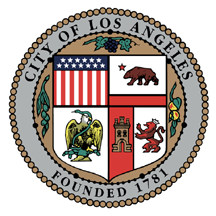 CITY OF LOS ANGELES
FOUNDED 1781